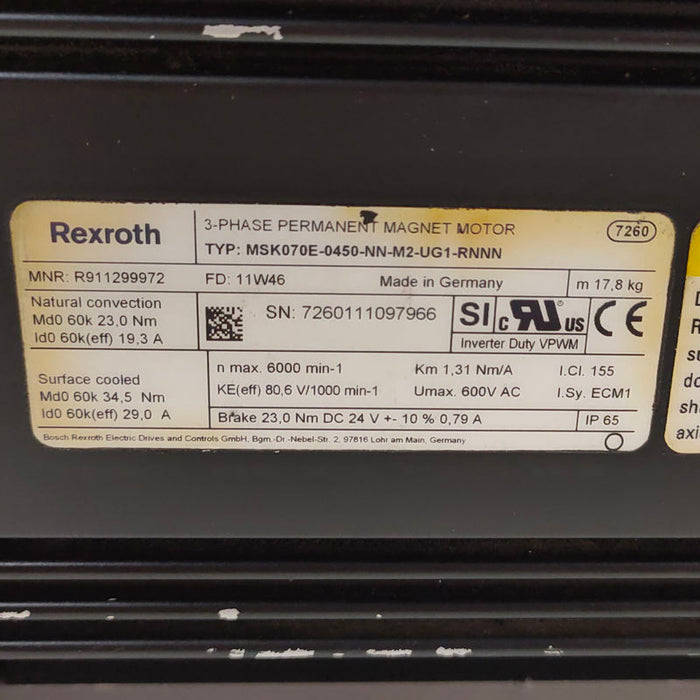 Rexroth
3-PHASE PERMANENT MAGNET MOTOR
7260
TYP: MSK070E-0450-NN-M2-UG1-RNNN
MNR: R911299972
FD: 11W46
Made in Germany
m 17,8 kg
Natural convection
Md0 60k 23,0 Nm
Id0 60k(eff) 19,3 A
SN: 7260111097966
SI
c RU US
CE
Inverter Duty VPWM
Surface cooled
Md0 60k 34,5 Nm
Id0 60k(eff) 29,0 A
n max. 6000 min-1
Km 1,31 Nm/A
I.Cl. 155
KE(eff) 80,6 V/1000 min-1
Umax. 600V AC
I.Sy. ECM1
Brake 23,0 Nm DC 24 V +- 10 % 0,79 A
IP 65
Bosch Rexroth Electric Drives and Controls GmbH, Bgm.-Dr.-Nebel-Str. 2, 97816 Lohr am Main, Germany